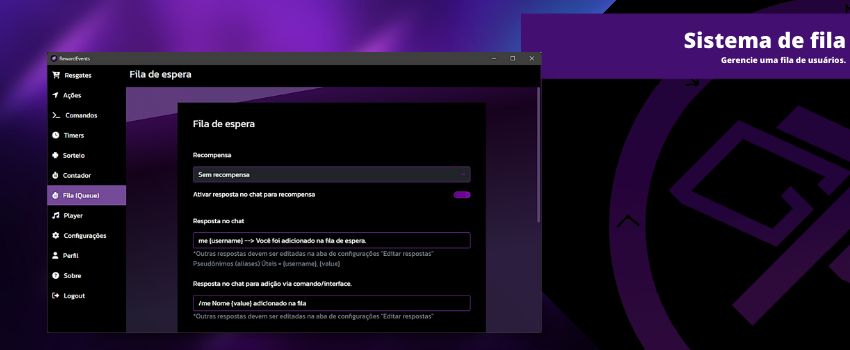 Sistema de fila
Gerencie uma fila de usuários.
RewardEvents
Resgates
Ações
Comandos
Timers
Sorteio
Contador
Fila (Queue)
Player
Configurações
Perfil
Sobre
Logout
Fila de espera
Fila de espera
Recompensa
Sem recompensa
Ativar resposta no chat para recompensa
Resposta no chat
me {username} --> Você foi adicionado na fila de espera.
*Outras respostas devem ser editadas na aba de configurações "Editar respostas"
Pseudônimos (aliases) Úteis = {username}, {value}
Resposta no chat para adição via comando/interface.
/me Nome {value} adicionado na fila
*Outras respostas devem ser editadas na aba de configurações "Editar respostas"